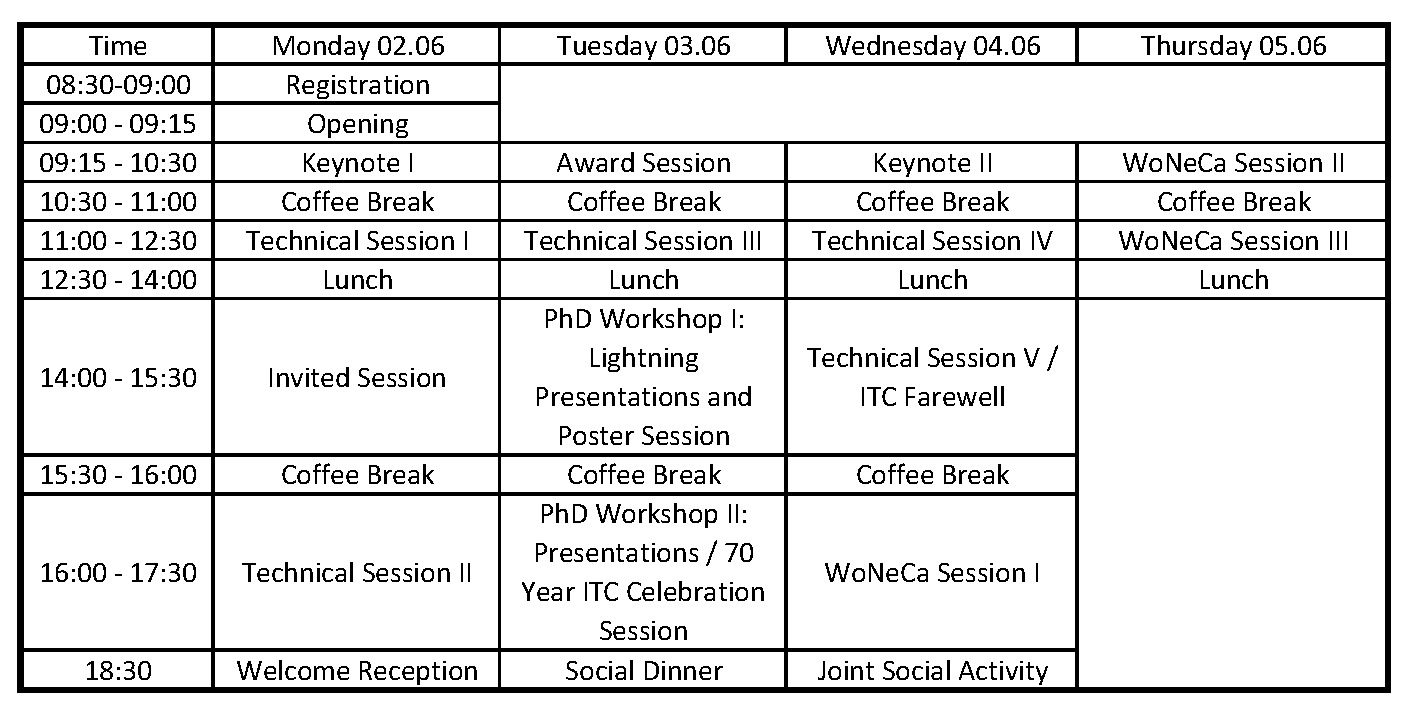 Time Monday 02.06 Tuesday 03.06 Wednesday 04.06 Thursday 05.06
08:30-09:00 Registration
09:00 - 09:15 Opening
09:15 - 10:30 Keynote I Award Session Keynote II WoNeCa Session II
10:30 - 11:00 Coffee Break Coffee Break Coffee Break Coffee Break
11:00 - 12:30 Technical Session I Technical Session III Technical Session IV WoNeCa Session III
12:30 - 14:00 Lunch Lunch Lunch Lunch
14:00 - 15:30 Invited Session
PhD Workshop I:
Lightning
Presentations and
Poster Session
Technical Session V /
ITC Farewell
15:30 - 16:00 Coffee Break Coffee Break Coffee Break
16:00 - 17:30 Technical Session II
PhD Workshop II:
Presentations / 70
Year ITC Celebration
Session
WoNeCa Session I
18:30 Welcome Reception Social Dinner Joint Social Activity